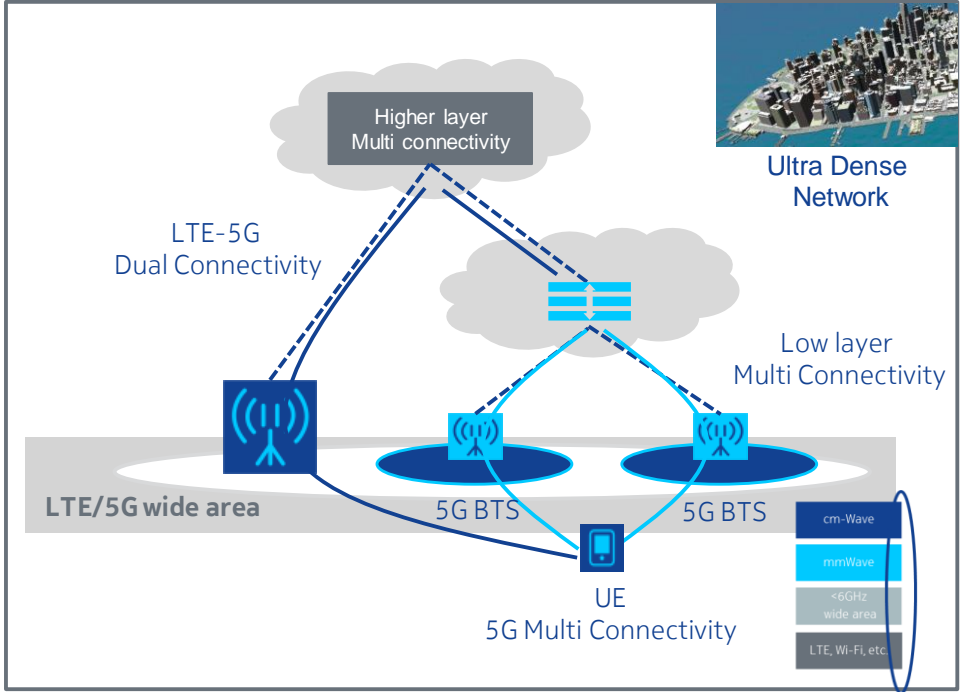 Higher layer
Multi connectivity
Ultra Dense
Network
LTE-5G
Dual Connectivity
Low layer
Multi Connectivity
LTE/5G wide area
5G BTS
5G BTS
UE
5G Multi Connectivity
cm-Wave
mmWave
<6GHz
wide area
LTE, Wi-Fi, etc.